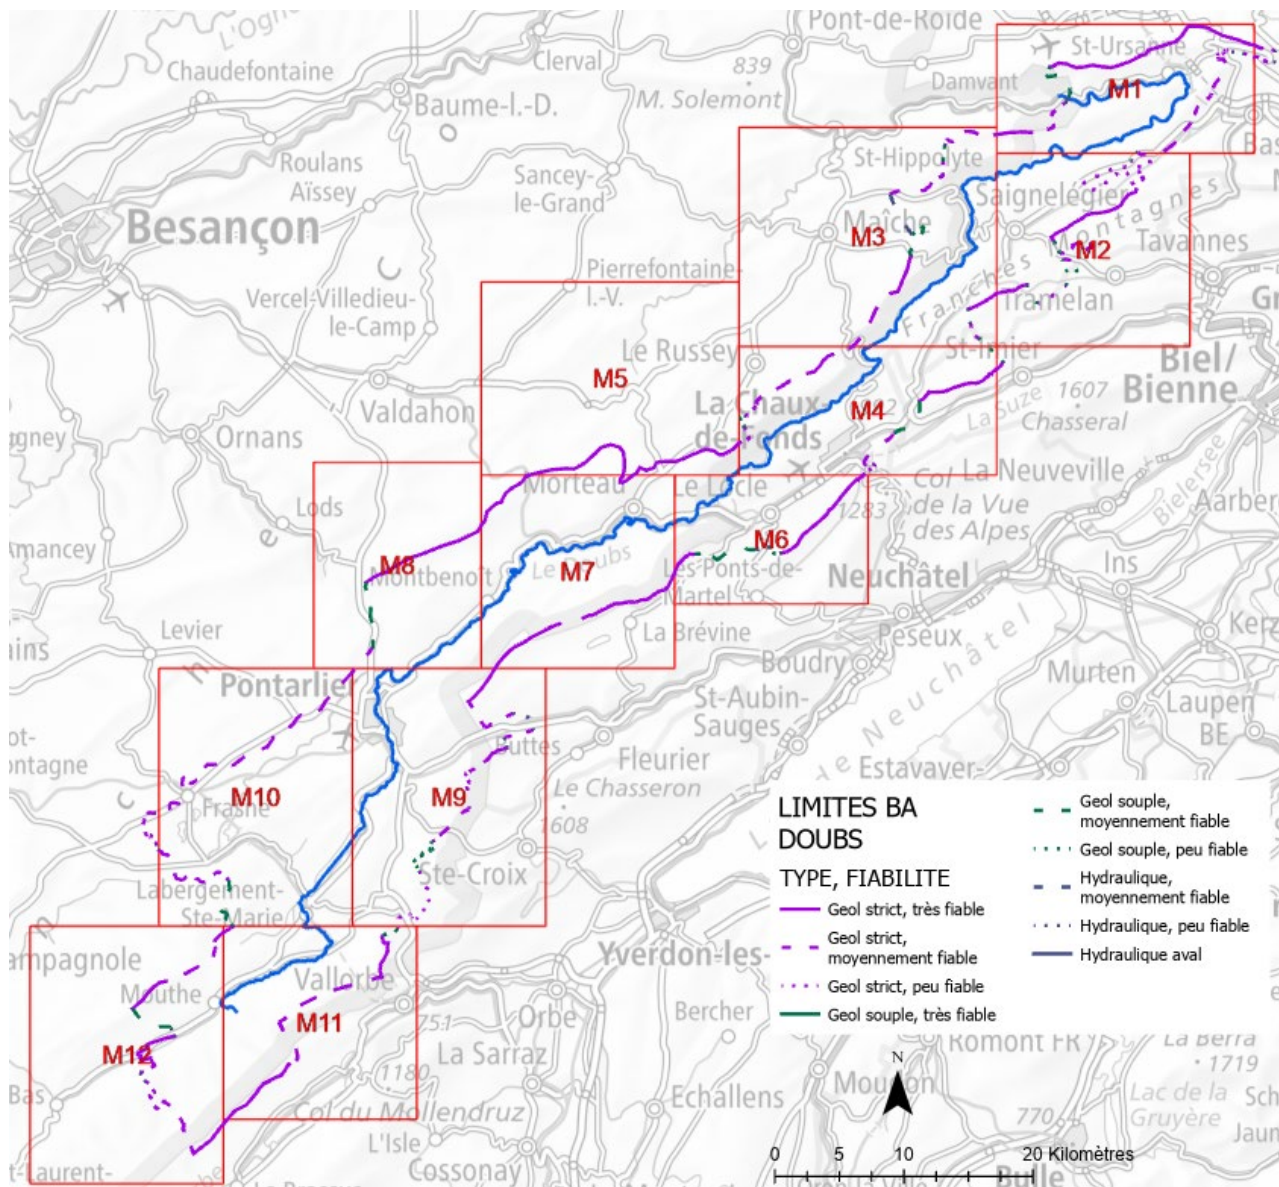 Pont-de-Roide
L'Ogno
Clerval
St-Ursanne
Chaudefontaine
839
Damvant
M1
Baume-l.-D.
M. Solemont
St-Hippolyte
Roulans
Aïssey
Sancey-
le-Grand
Saignelégier
Besançon
Maîche
M3
Montagnes
M2
Tavannes
Pierrefontaine-
l.-V.
Vercel-Villedieu-
le-Camp
Franches
Tramelan
Le Russey
St-Imier
M5
Biel/
Bienne
Valdahon
La Chaux-
de-Fonds
M4
La Suze
1607
Chasseral
Ornans
Morteau
Le Locle
Col
de la Vue
des Alpes
La Neuveville
Bielersee
Aarber
Lods
1283
Amancey
M6
M8
Montbenoît
Le Doubs
M7
Les-Ponts-de-
Martel
Neuchâtel
Ins
Levier
La Brévine
Peseux
Kerz
Boudry
Murten
Pontarlier
St-Aubin-
Sauges
Laupen
BE
de Neuchâtel
Buttes
Fleurier
Estavayer-
M10
Frasne
M9
Le Chasseron
1608
Ste-Croix
Labergement-
Ste-Marie
LIMITES BA
DOUBS
TYPE, FIABILITE
Geol strict, très fiable
Geol strict,
moyennement fiable
Geol strict, peu fiable
Geol souple, très fiable
Geol souple,
moyennement fiable
Geol souple, peu fiable
Hydraulique,
moyennement fiable
Hydraulique, peu fiable
Hydraulique aval
ampagnole
Mouthe
Vallorbe
Yverdon-les-
M11
M12
751
Orbe
Bercher
Romont FR
La Berra
1719
La Sarraz
N
1180
Col du Mollendruz
Echallens
Lac de la
Gruyère
770
L'Isle
Cossonay
t-Laurent-
0 5 10 20 Kilomètres
Bulle